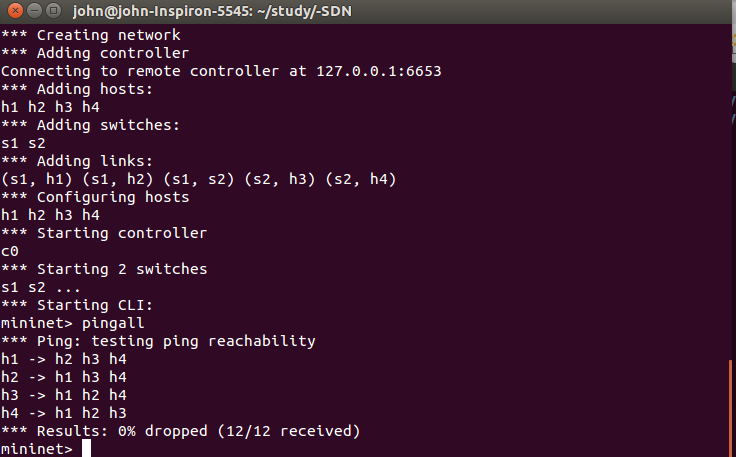 john@john-Inspiron-5545: ~/study/-SDN
*** Creating network
*** Adding controller
Connecting to remote controller at 127.0.0.1:6653
*** Adding hosts:
h1 h2 h3 h4
*** Adding switches:
s1 s2
*** Adding links:
(s1, h1) (s1, h2) (s1, s2) (s2, h3) (s2, h4)
*** Configuring hosts
h1 h2 h3 h4
*** Starting controller
c0
*** Starting 2 switches
s1 s2 ...
*** Starting CLI:
mininet> pingall
*** Ping: testing ping reachability
h1 -> h2 h3 h4
h2 -> h1 h3 h4
h3 -> h1 h2 h4
h4 -> h1 h2 h3
*** Results: 0% dropped (12/12 received)
mininet>